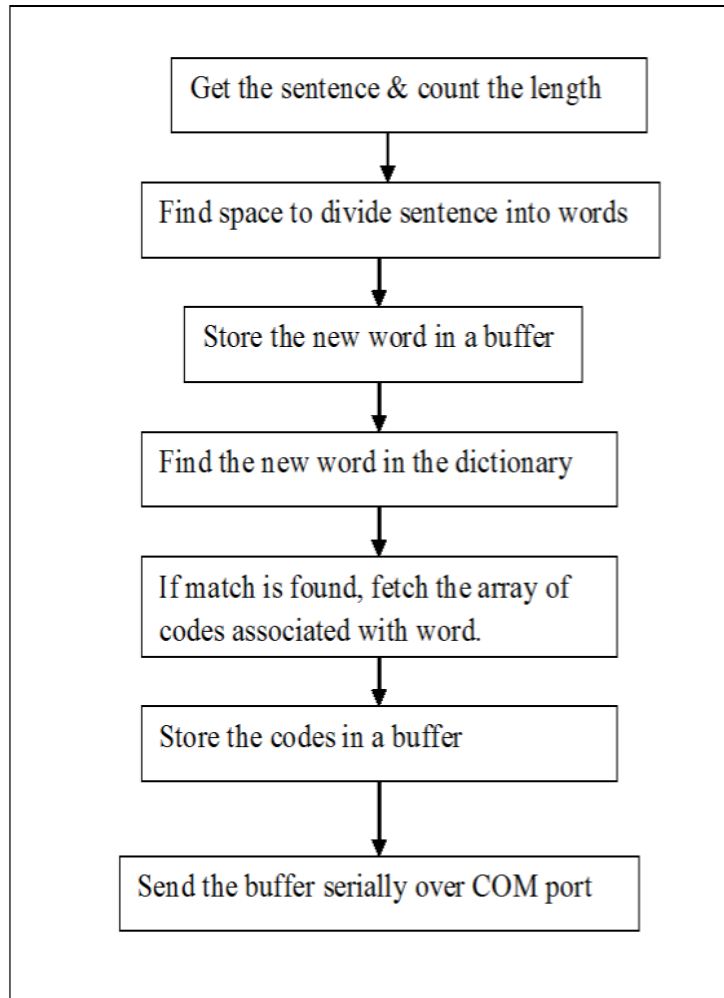 Get the sentence & count the length
Find space to divide sentence into words
Store the new word in a buffer
Find the new word in the dictionary
If match is found, fetch the array of
codes associated with word.
Store the codes in a buffer
Send the buffer serially over COM port